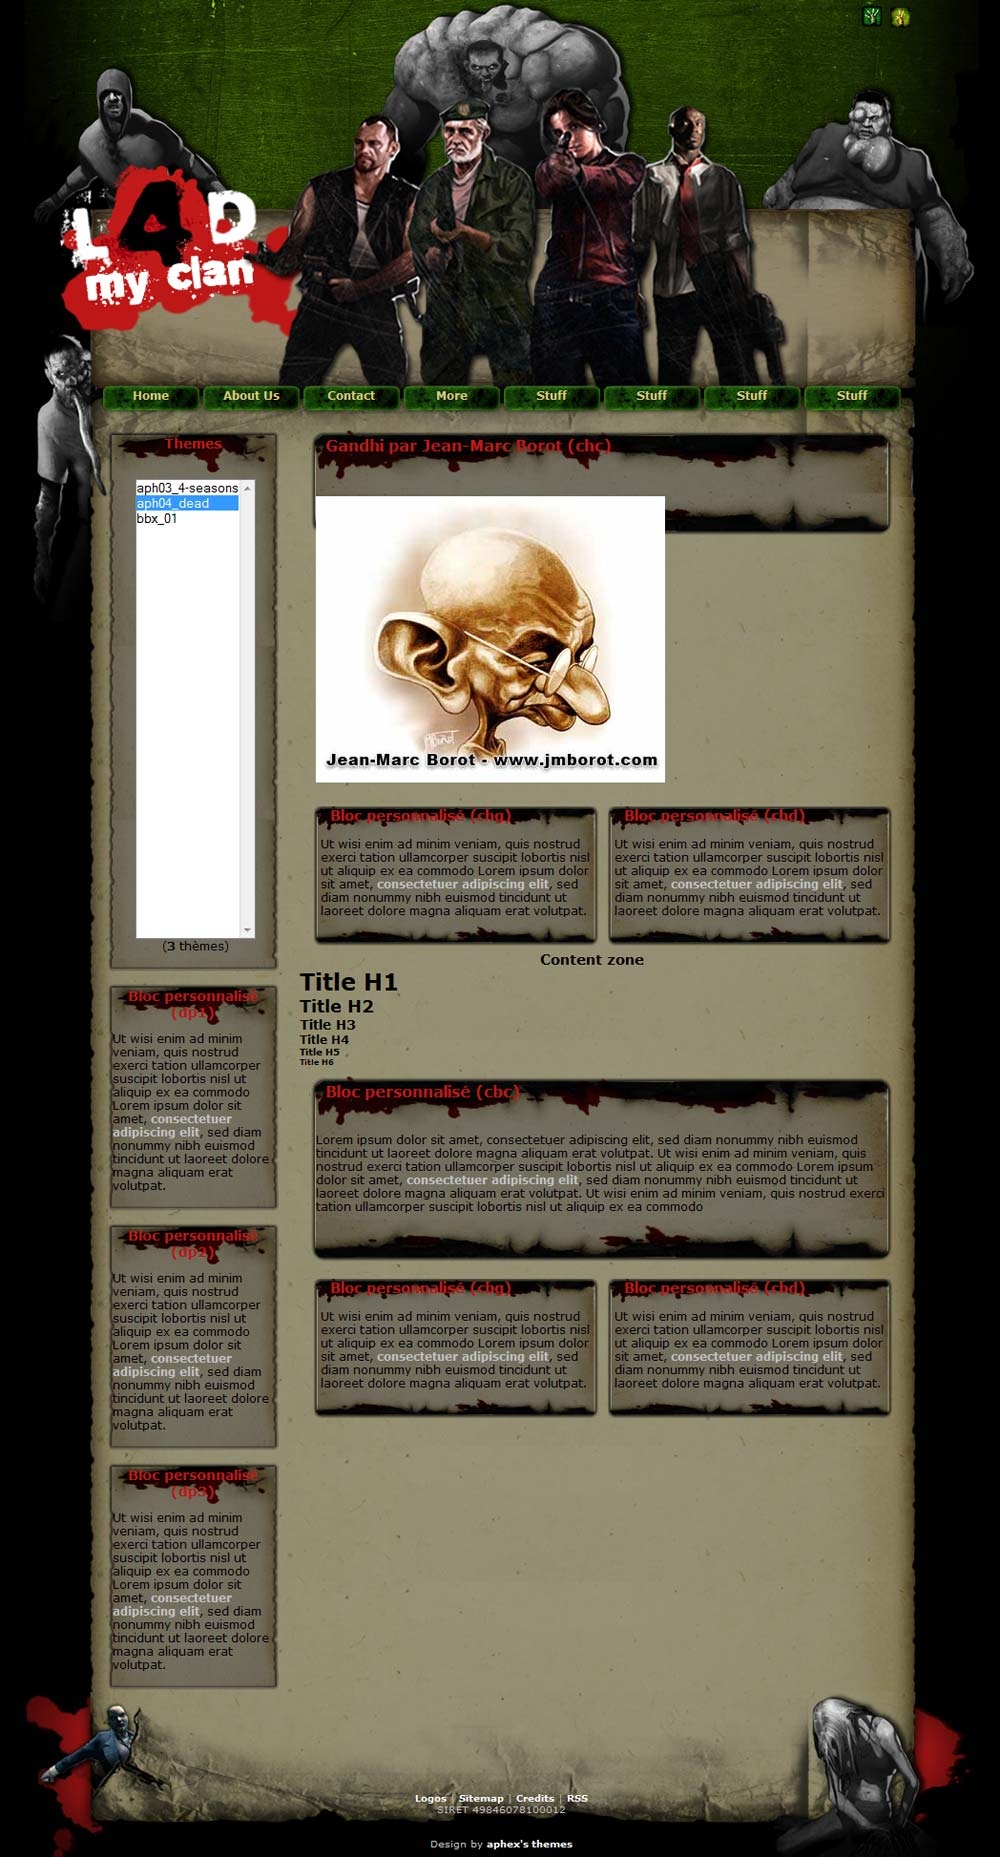 L4D
my clan
Home About Us Contact More Stuff Stuff Stuff Stuff
Themes
aph03_4-seasons
aph04_dead
bbx_01
(3 thèmes)
Bloc personnalisé
(dp1)
Ut wisi enim ad minim
veniam, quis nostrud
exerci tation ullamcorper
suscipit lobortis nisl ut
aliquip ex ea commodo
Lorem ipsum dolor sit
amet, consectetuer
adipiscing elit, sed diam
nonummy nibh euismod
tincidunt ut laoreet dolore
magna aliquam erat
volutpat.
Bloc personnalisé
(dp2)
Ut wisi enim ad minim
veniam, quis nostrud
exerci tation ullamcorper
suscipit lobortis nisl ut
aliquip ex ea commodo
Lorem ipsum dolor sit
amet, consectetuer
adipiscing elit, sed diam
nonummy nibh euismod
tincidunt ut laoreet dolore
magna aliquam erat
volutpat.
Bloc personnalisé
(dp3)
Ut wisi enim ad minim
veniam, quis nostrud
exerci tation ullamcorper
suscipit lobortis nisl ut
aliquip ex ea commodo
Lorem ipsum dolor sit
amet, consectetuer
adipiscing elit, sed diam
nonummy nibh euismod
tincidunt ut laoreet dolore
magna aliquam erat
volutpat.
Gandhi par Jean-Marc Borot (chc)
Jean-Marc Borot - www.jmborot.com
Bloc personnalisé (chg)
Ut wisi enim ad minim veniam, quis nostrud
exerci tation ullamcorper suscipit lobortis nisl
ut aliquip ex ea commodo Lorem ipsum dolor
sit amet, consectetuer adipiscing elit, sed
diam nonummy nibh euismod tincidunt ut
laoreet dolore magna aliquam erat volutpat.
Bloc personnalisé (chd)
Ut wisi enim ad minim veniam, quis nostrud
exerci tation ullamcorper suscipit lobortis nisl
ut aliquip ex ea commodo Lorem ipsum dolor
sit amet, consectetuer adipiscing elit, sed
diam nonummy nibh euismod tincidunt ut
laoreet dolore magna aliquam erat volutpat.
Content zone
Title H1
Title H2
Title H3
Title H4
Title H5
Title H6
Bloc personnalisé (cbc)
Lorem ipsum dolor sit amet, consectetuer adipiscing elit, sed diam nonummy nibh euismod
tincidunt ut laoreet dolore magna aliquam erat volutpat. Ut wisi enim ad minim veniam, quis
nostrud exerci tation ullamcorper suscipit lobortis nisl ut aliquip ex ea commodo Lorem ipsum
dolor sit amet, consectetuer adipiscing elit, sed diam nonummy nibh euismod tincidunt ut
laoreet dolore magna aliquam erat volutpat. Ut wisi enim ad minim veniam, quis nostrud exerci
tation ullamcorper suscipit lobortis nisl ut aliquip ex ea commodo
Bloc personnalisé (cbg)
Ut wisi enim ad minim veniam, quis nostrud
exerci tation ullamcorper suscipit lobortis nisl
ut aliquip ex ea commodo Lorem ipsum dolor
sit amet, consectetuer adipiscing elit, sed
diam nonummy nibh euismod tincidunt ut
laoreet dolore magna aliquam erat volutpat.
Bloc personnalisé (cbd)
Ut wisi enim ad minim veniam, quis nostrud
exerci tation ullamcorper suscipit lobortis nisl
ut aliquip ex ea commodo Lorem ipsum dolor
sit amet, consectetuer adipiscing elit, sed
diam nonummy nibh euismod tincidunt ut
laoreet dolore magna aliquam erat volutpat.
Logos | Sitemap | Credits | RSS
SIRET 49846078100012
Design by aphex's themes